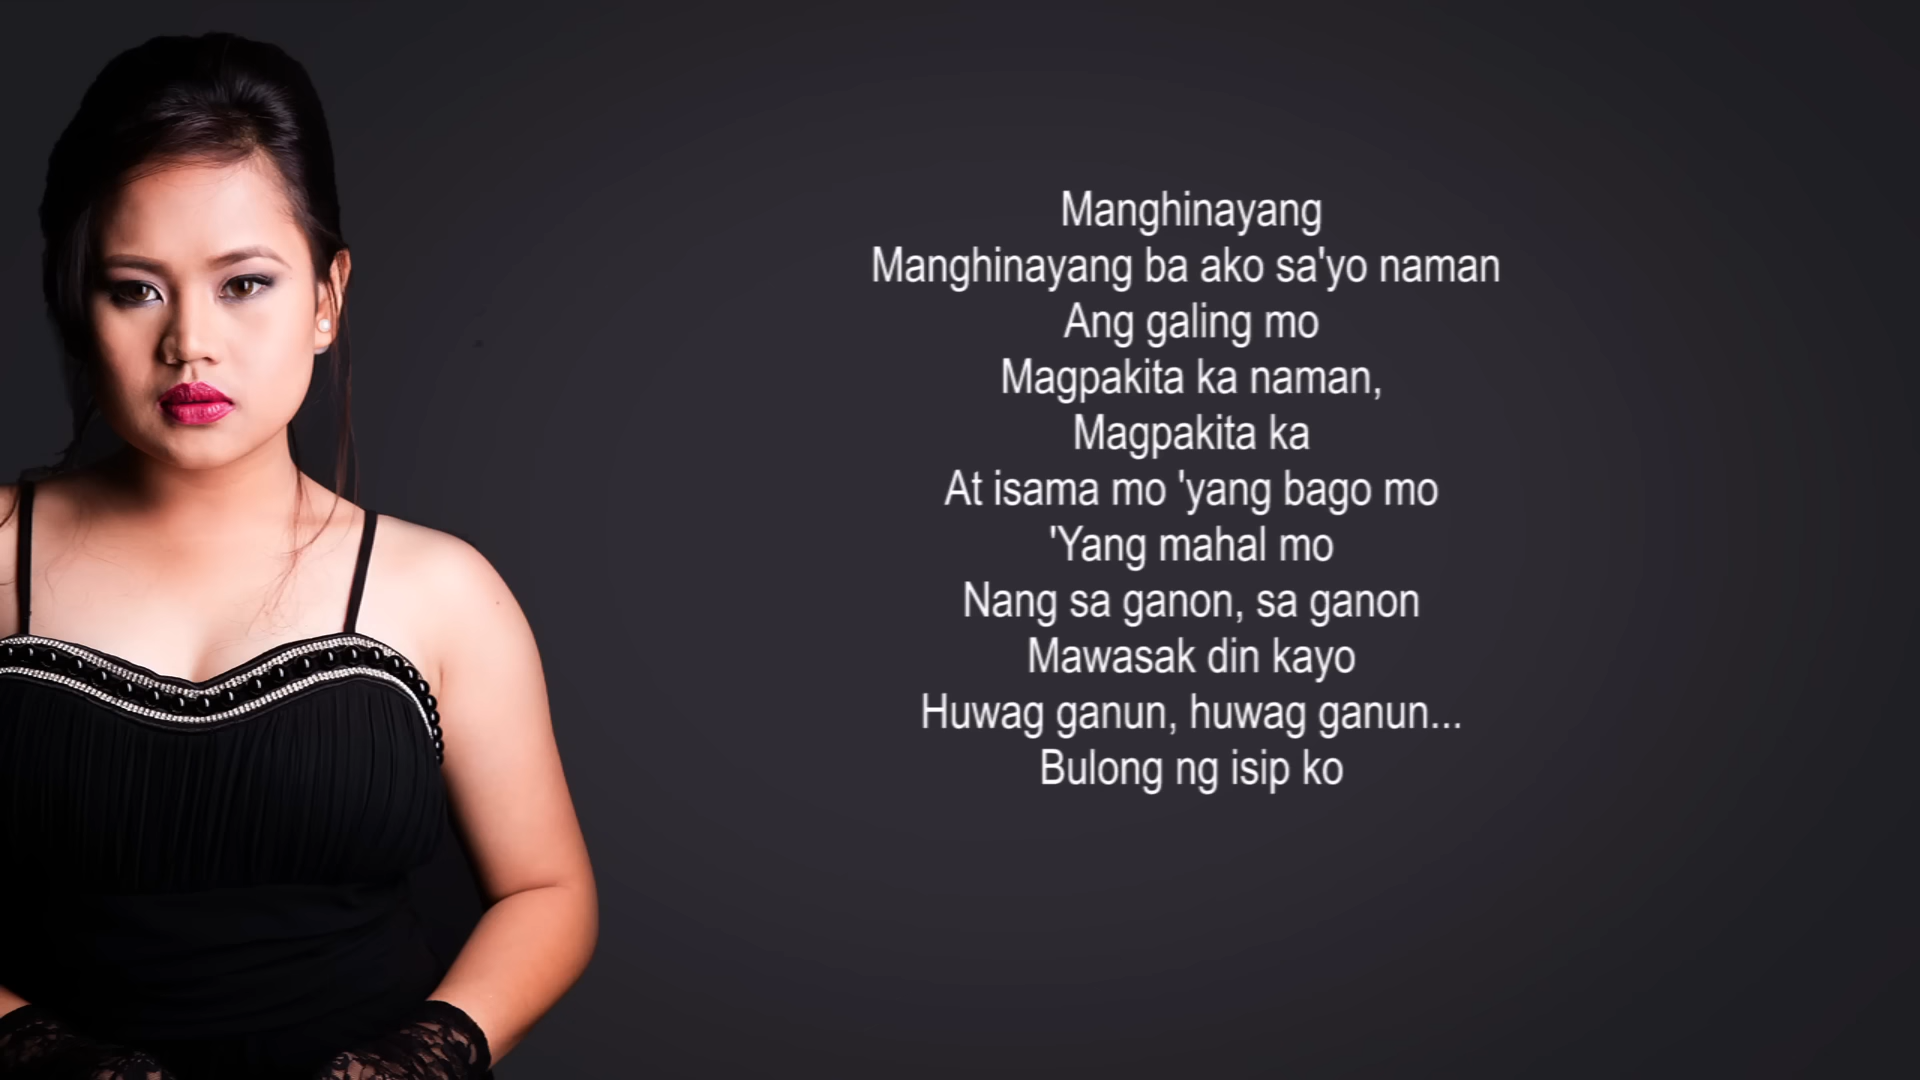 Manghinayang
Manghinayang ba ako sa'yo naman
Ang galing mo
Magpakita ka naman,
Magpakita ka
At isama mo 'yang bago mo
'Yang mahal mo
Nang sa ganon, sa ganon
Mawasak din kayo
Huwag ganun, huwag ganun...
Bulong ng isip ko